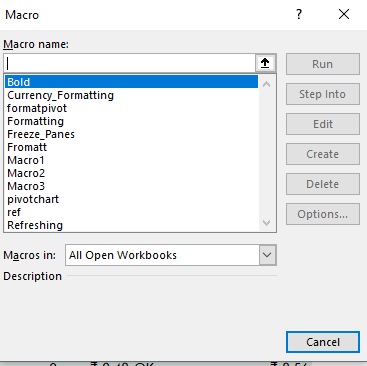 Macro ? ×
Macro name:
Run
Bold
Step Into
Currency_Formatting
formatpivot
Edit
Formatting
Freeze_Panes
Create
Fromatt
Macro1
Delete
Macro2
Macro3
Options...
pivotchart
ref
Refreshing
Macros in: All Open Workbooks
Description
Cancel